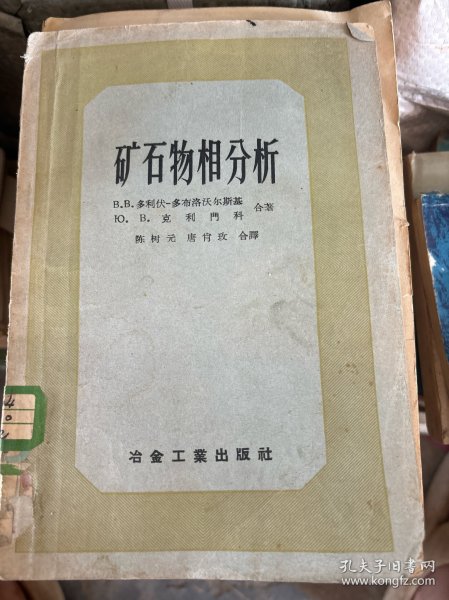 矿石物相分析
В.В.多利伏-多布洛沃尔斯基
Ю.В.克利門科
合著
陈树元 唐肯玫 合譯
冶金工業出版社
孔夫子旧书网
www.kongfz.com